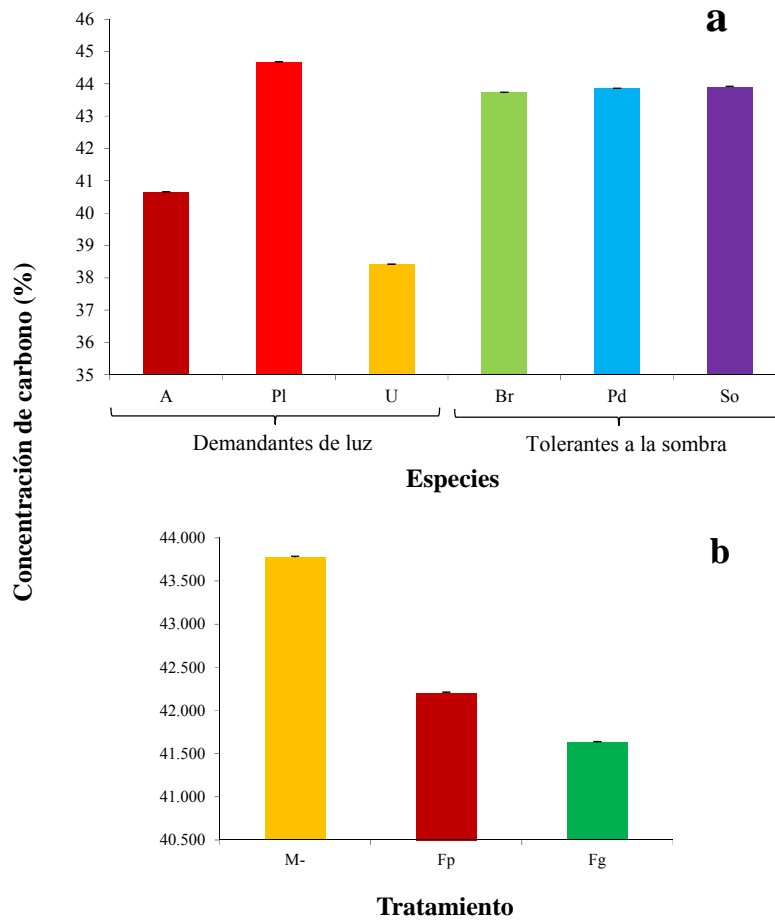 a
46
45
44
43
42
41
40
39
38
37
36
35
A Pl U Br Pd So
Demandantes de luz Tolerantes a la sombra
Especies
Concentración de carbono (%)
b
44.000
43.500
43.000
42.500
42.000
41.500
41.000
40.500
M- Fp Fg
Tratamiento